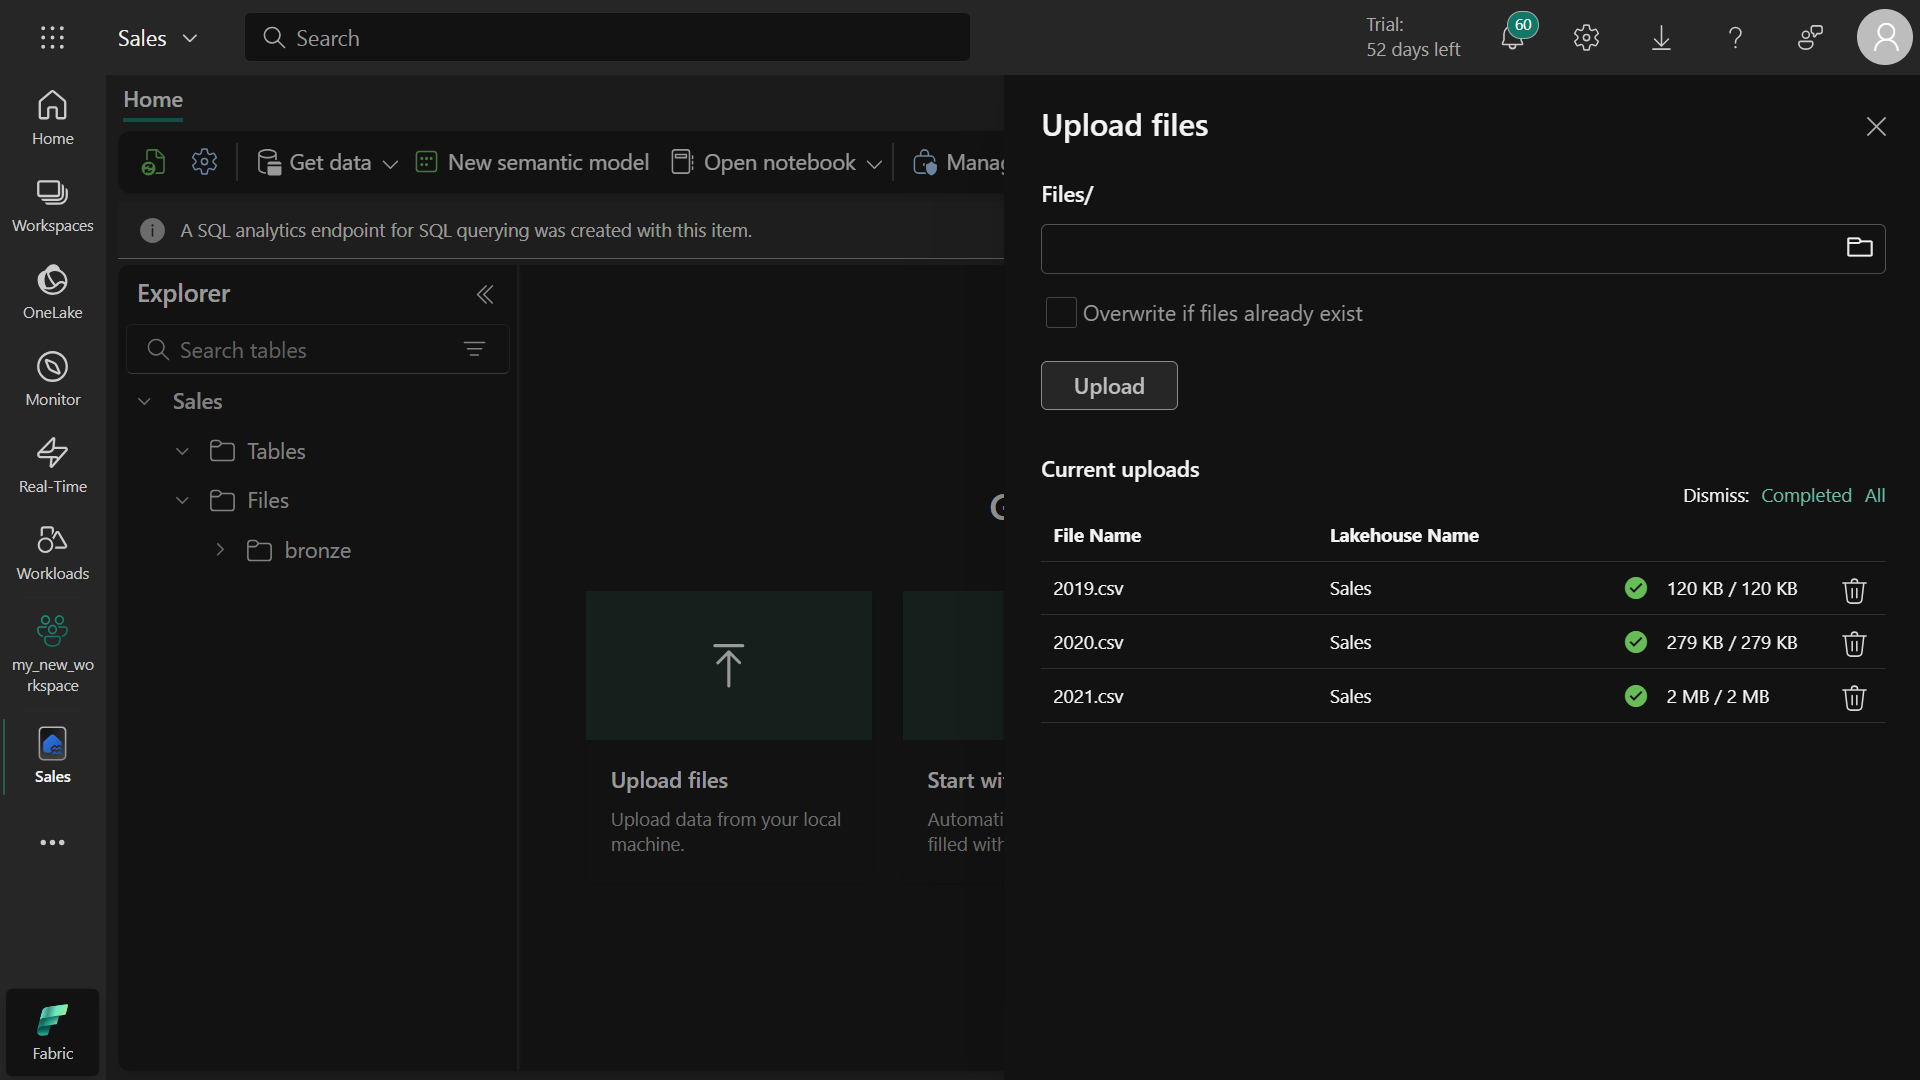 Sales
Search
Trial:
52 days left
60
Home
Workspaces
OneLake
Monitor
Real-Time
Workloads
my_new_wo
rkspace
Sales
Fabric
Home
Get data
New semantic model
Open notebook
Manag
A SQL analytics endpoint for SQL querying was created with this item.
Explorer
Search tables
Sales
Tables
Files
bronze
G
Upload files
Upload data from your local
machine.
Start wi
Automati
filled with
Upload files
Files/
Overwrite if files already exist
Upload
Current uploads
Dismiss: Completed All
File Name Lakehouse Name
2019.csv Sales 120 KB / 120 KB
2020.csv Sales 279 KB / 279 KB
2021.csv Sales 2 MB / 2 MB